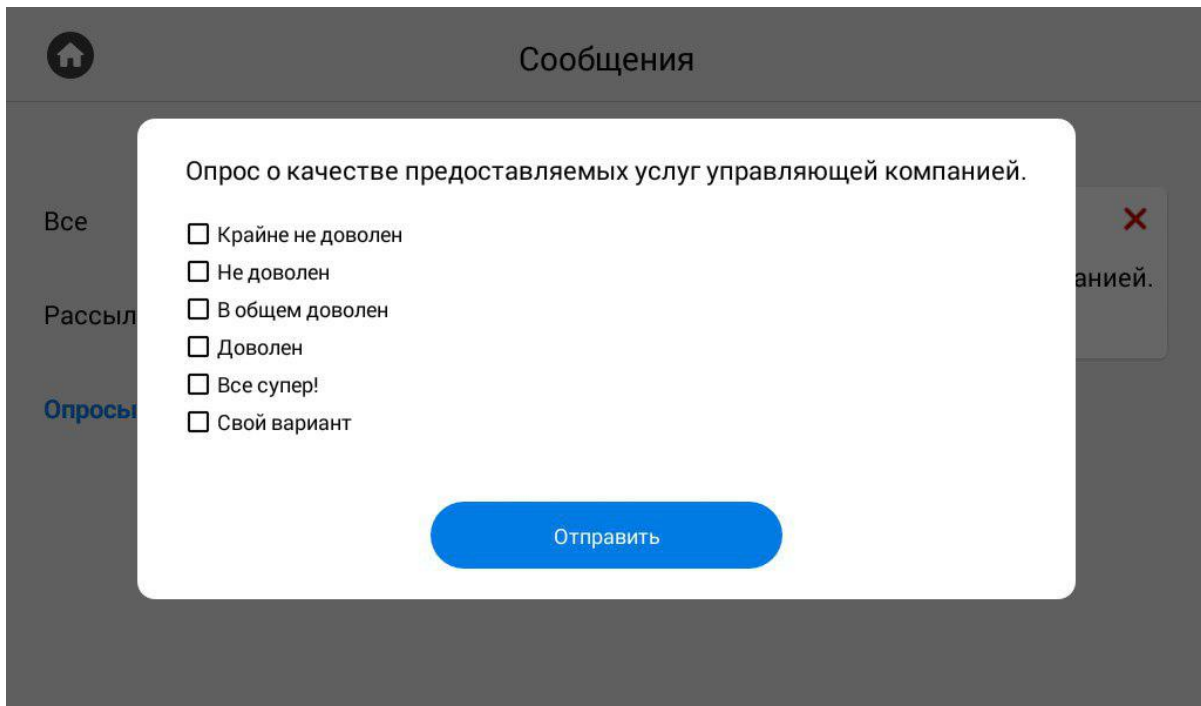 Сообщения
Опрос о качестве предоставляемых услуг управляющей компанией.
Все
Крайне не доволен
Не доволен
анией.
В общем доволен
Рассыл
Доволен
Все супер!
Опросы
Свой вариант
Отправить